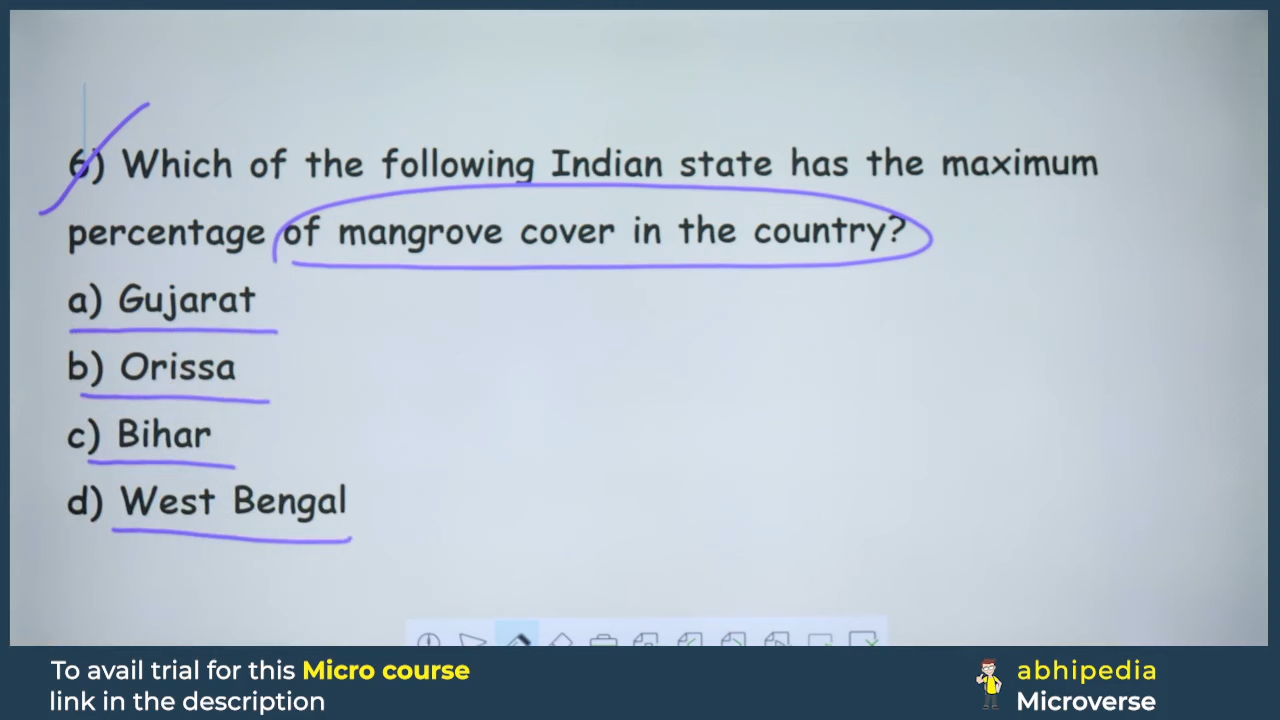 6) Which of the following Indian state has the maximum
percentage of mangrove cover in the country?
a) Gujarat
b) Orissa
c) Bihar
d) West Bengal
To avail trial for this Micro course
link in the description
abhipedia
Microverse